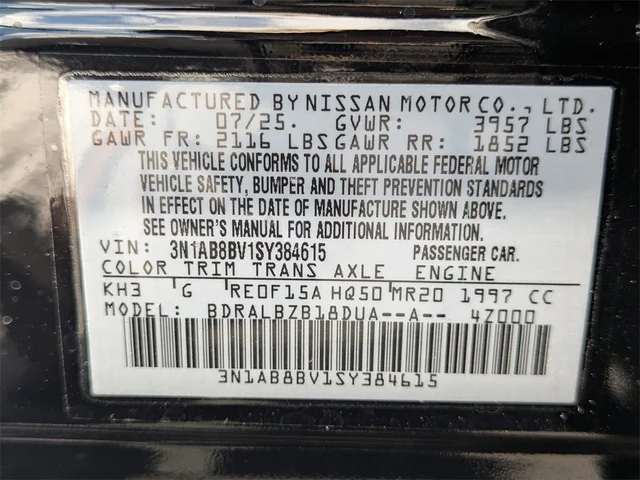 MANUFACTURED BY NISSAN MOTOR CO., LTD.
DATE: 07/25. GVWR: 3957 LBS
GAWR FR: 2116 LBS GAWR RR: 1852 LBS
THIS VEHICLE CONFORMS TO ALL APPLICABLE FEDERAL MOTOR
VEHICLE SAFETY, BUMPER AND THEFT PREVENTION STANDARDS
IN EFFECT ON THE DATE OF MANUFACTURE SHOWN ABOVE.
SEE OWNER'S MANUAL FOR ADDITIONAL INFORMATION.
VIN: 3N1AB8BV1SY384615 PASSENGER CAR.
COLOR TRIM TRANS AXLE ENGINE
KH3 G RE0F15A HQ50 MR20 1997 CC
MODEL: BDRALBZB18DUA--A-- 4Z000
3N1AB8BV1SY384615